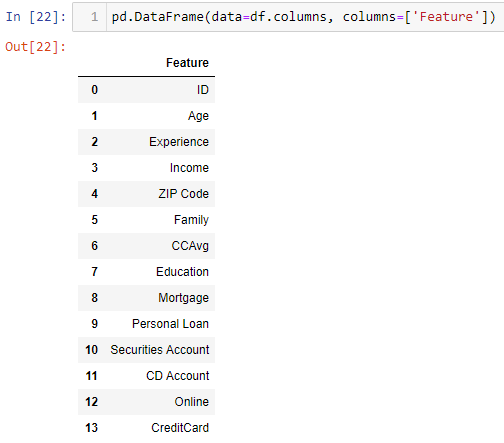 In [22]: 1 pd.DataFrame(data=df.columns, columns=['Feature'])
Out[22]:
Feature
0 ID
1 Age
2 Experience
3 Income
4 ZIP Code
5 Family
6 CCAvg
7 Education
8 Mortgage
9 Personal Loan
10 Securities Account
11 CD Account
12 Online
13 CreditCard